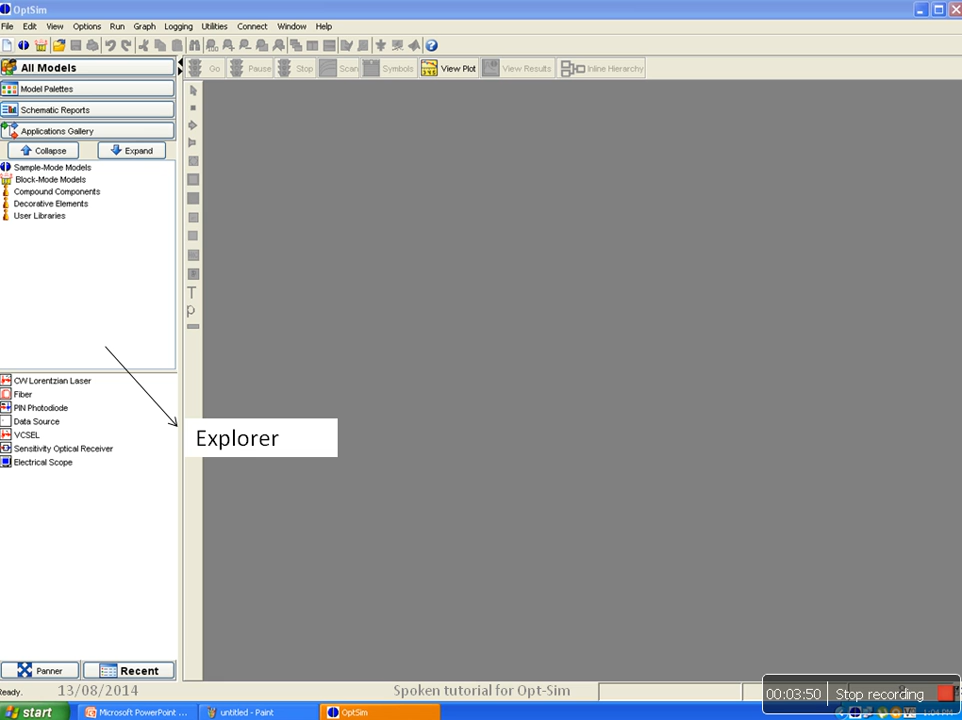 OptSim
File Edit View Options Run Graph Logging Utilities Connect Window Help
All Models
Go Pause Stop Scan Symbols View Plot View Results Inline Hierarchy
Model Palettes
Schematic Reports
Applications Gallery
Collapse Expand
Sample-Mode Models
Block-Mode Models
Compound Components
Decorative Elements
User Libraries
T
p
CW Lorentzian Laser
Fiber
PIN Photodiode
Data Source
VCSEL
Sensitivity Optical Receiver
Electrical Scope
Explorer
Panner Recent
Ready. 13/08/2014 Spoken tutorial for Opt-Sim
00:03:50 Stop recording
start Microsoft PowerPoint ... untitled - Paint OptSim 1:04 PM